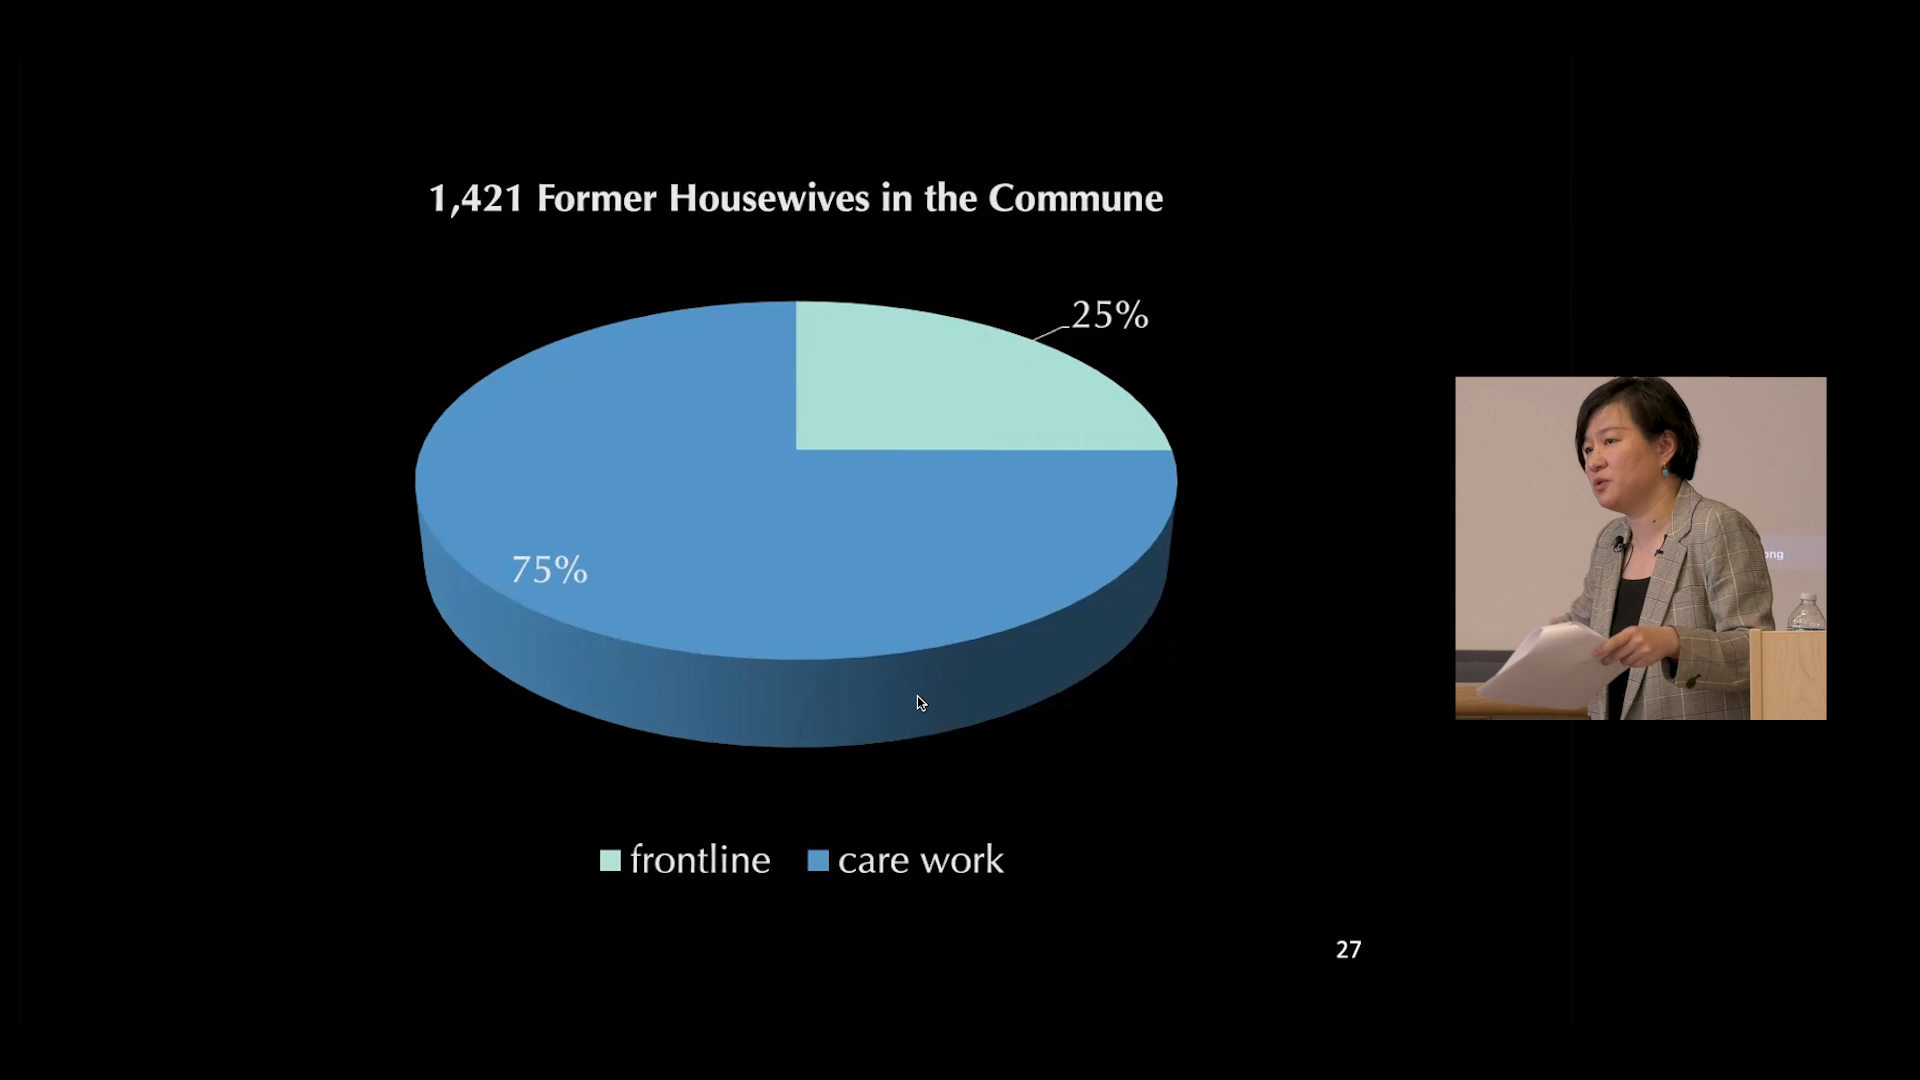 1,421 Former Housewives in the Commune
25%
75%
frontline care work
27